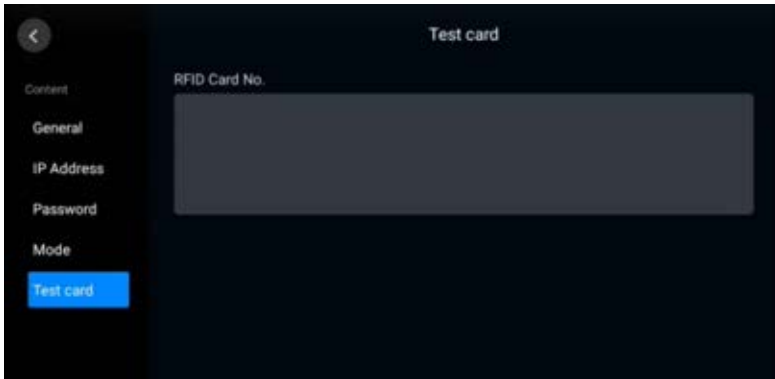 Test card
Content
General
IP Address
Password
Mode
Test card
RFID Card No.